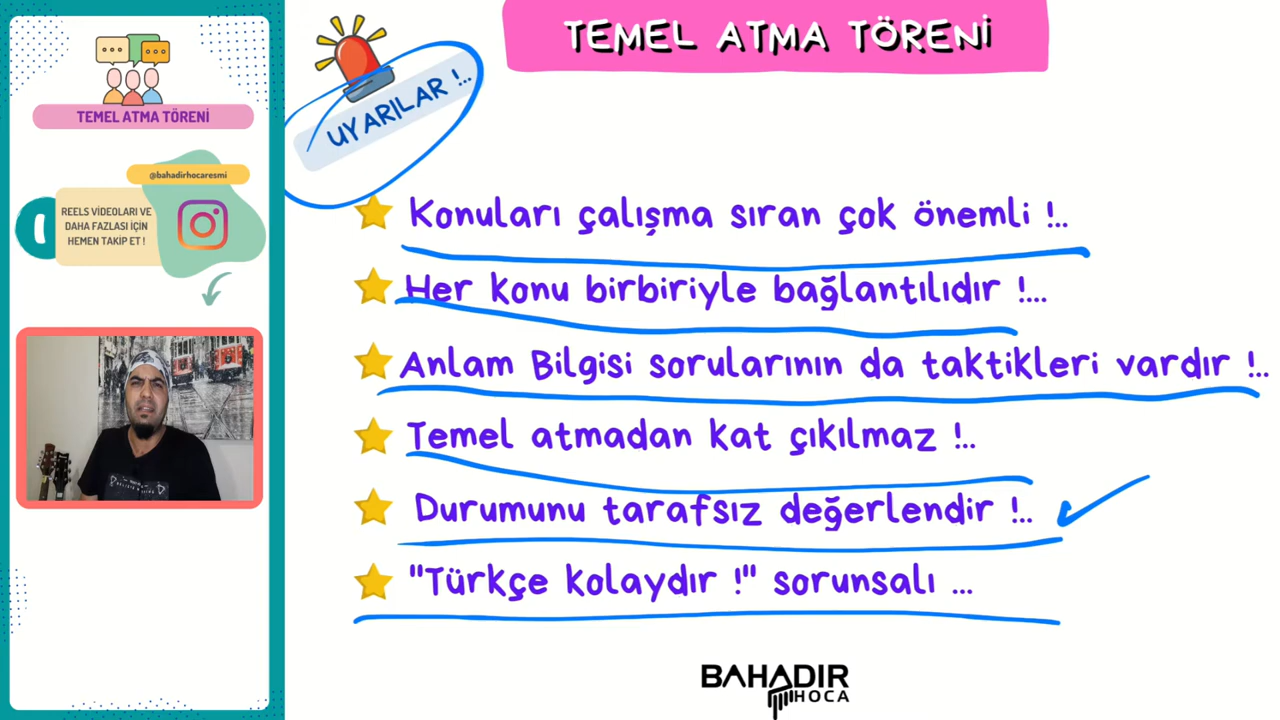 TEMEL ATMA TÖRENİ
@bahadirhocaresmi
REELS VİDEOLARI VE
DAHA FAZLASI İÇİN
HEMEN TAKİP ET !
TEMEL ATMA TÖRENİ
UYARILAR !..
Konuları çalışma sıran çok önemli !..
Her konu birbiriyle bağlantılıdır !...
Anlam Bilgisi sorularının da taktikleri vardır !..
Temel atmadan kat çıkılmaz !..
Durumunu tarafsız değerlendir !..
"Türkçe kolaydır !" sorunsalı ...
BAHADIR
HOCA